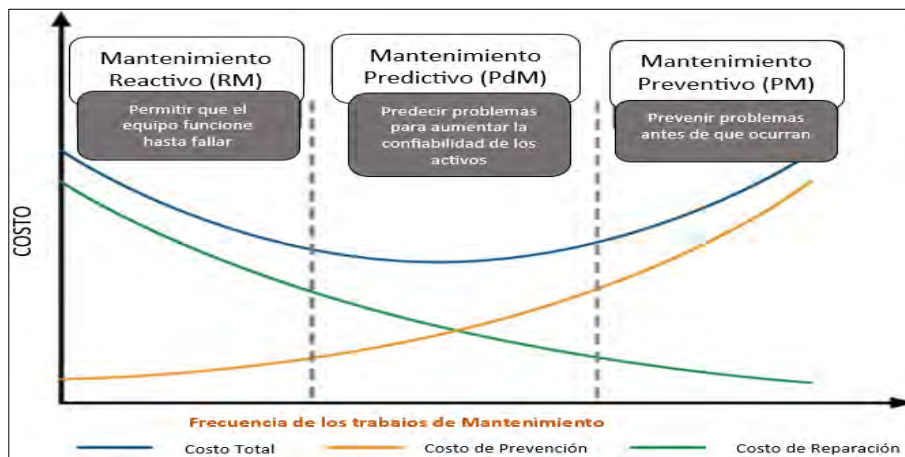 Mantenimiento
Reactivo (RM)
Permitir que el
equipo funcione
hasta fallar
Mantenimiento
Predictivo (PdM)
Predecir problemas
para aumentar la
confiabilidad de los
activos
Mantenimiento
Preventivo (PM)
Prevenir problemas
antes de que ocurran
COSTO
Frecuencia de los trabaios de Mantenimiento
Costo Total
Costo de Prevención
Costo de Reparación